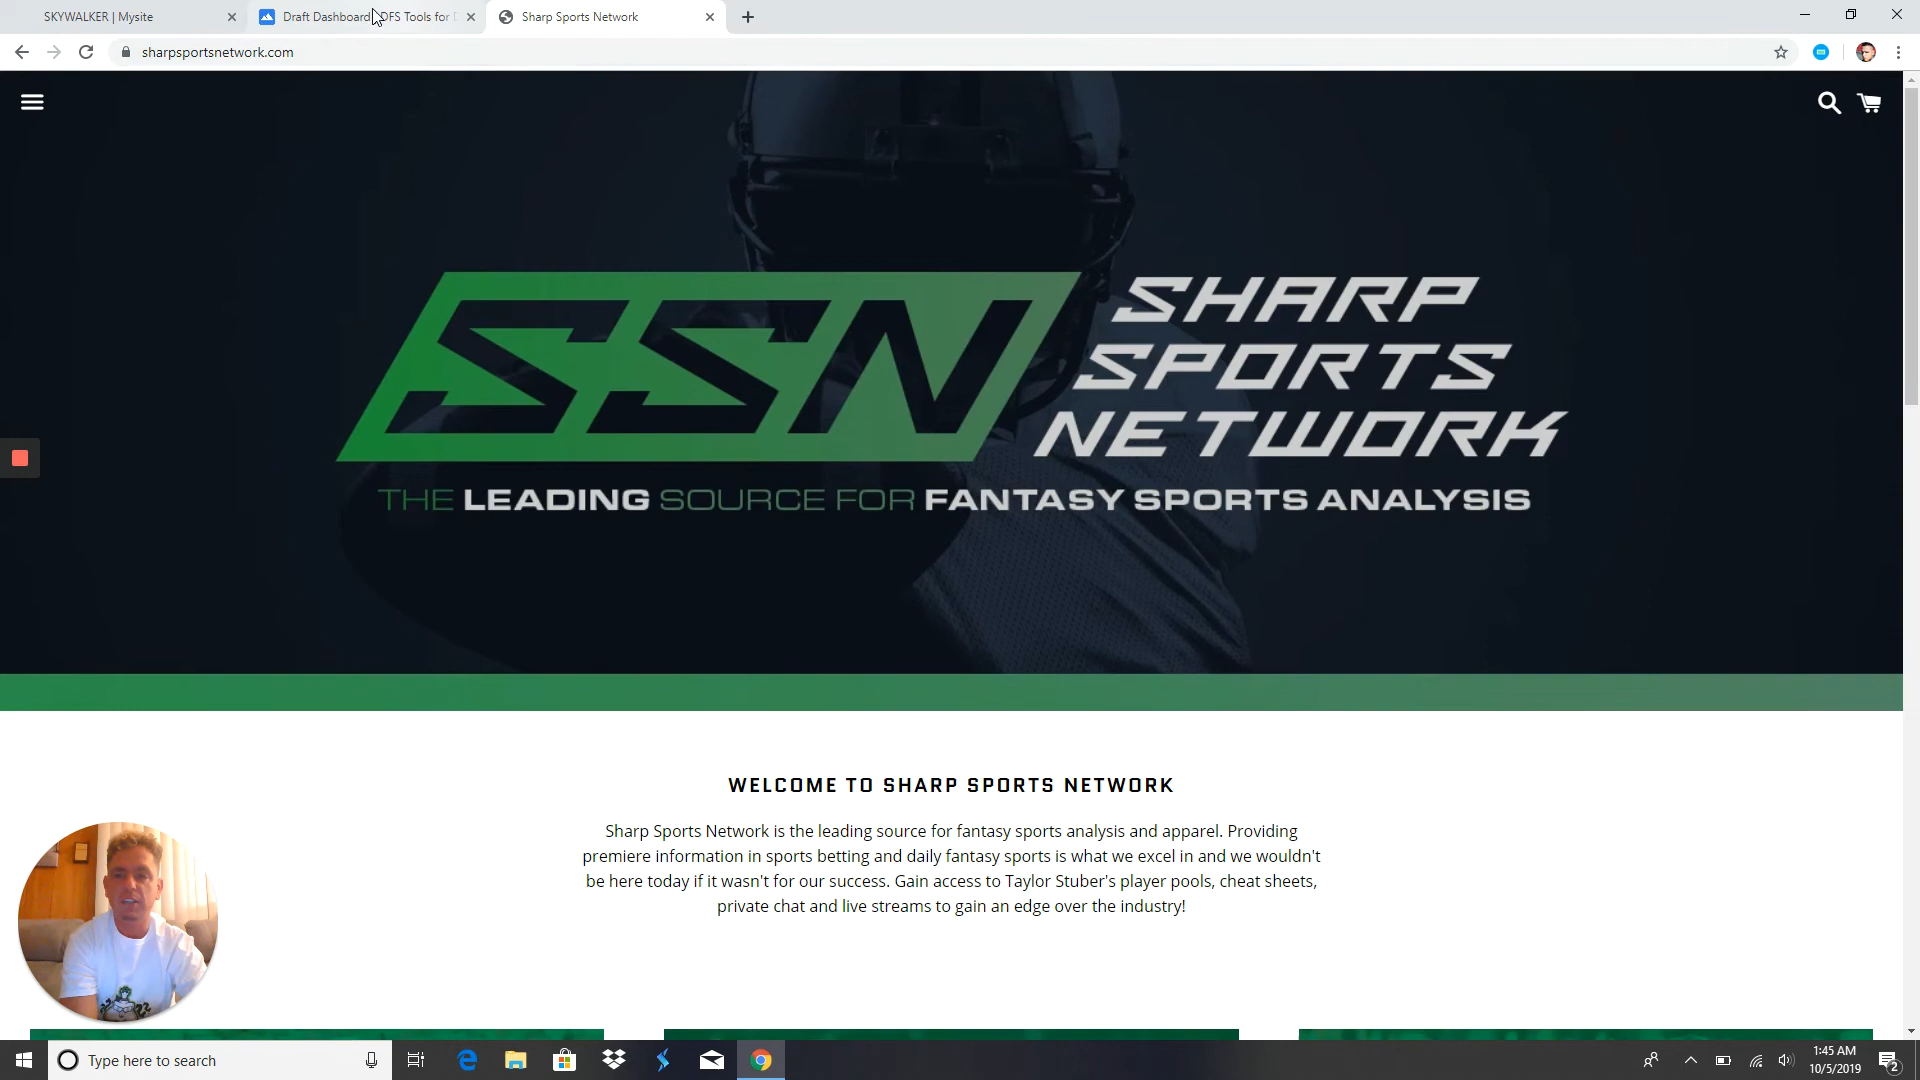 SKYWALKER | Mysite
Draft Dashboard
DFS Tools for
Sharp Sports Network
sharpsportsnetwork.com
SSN
SHARP
SPORTS
NETWORK
THE LEADING SOURCE FOR FANTASY SPORTS ANALYSIS
WELCOME TO SHARP SPORTS NETWORK
Sharp Sports Network is the leading source for fantasy sports analysis and apparel. Providing
premiere information in sports betting and daily fantasy sports is what we excel in and we wouldn't
be here today if it wasn't for our success. Gain access to Taylor Stuber's player pools, cheat sheets,
private chat and live streams to gain an edge over the industry!
Type here to search
1:45 AM
10/5/2019
2